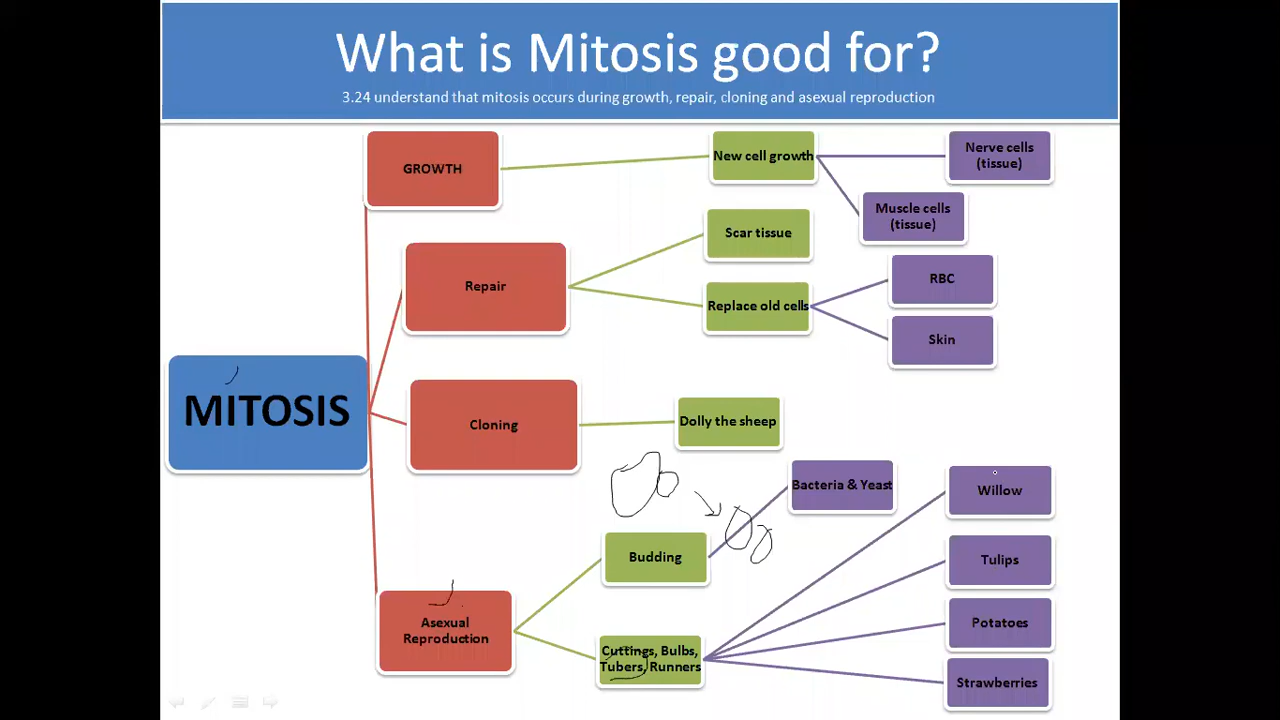 What is Mitosis good for?
3.24 understand that mitosis occurs during growth, repair, cloning and asexual reproduction
MITOSIS
GROWTH
New cell growth
Nerve cells
(tissue)
Muscle cells
(tissue)
Repair
Scar tissue
Replace old cells
RBC
Skin
Cloning
Dolly the sheep
Asexual
Reproduction
Budding
Bacteria & Yeast
Cuttings, Bulbs,
Tubers, Runners
Willow
Tulips
Potatoes
Strawberries